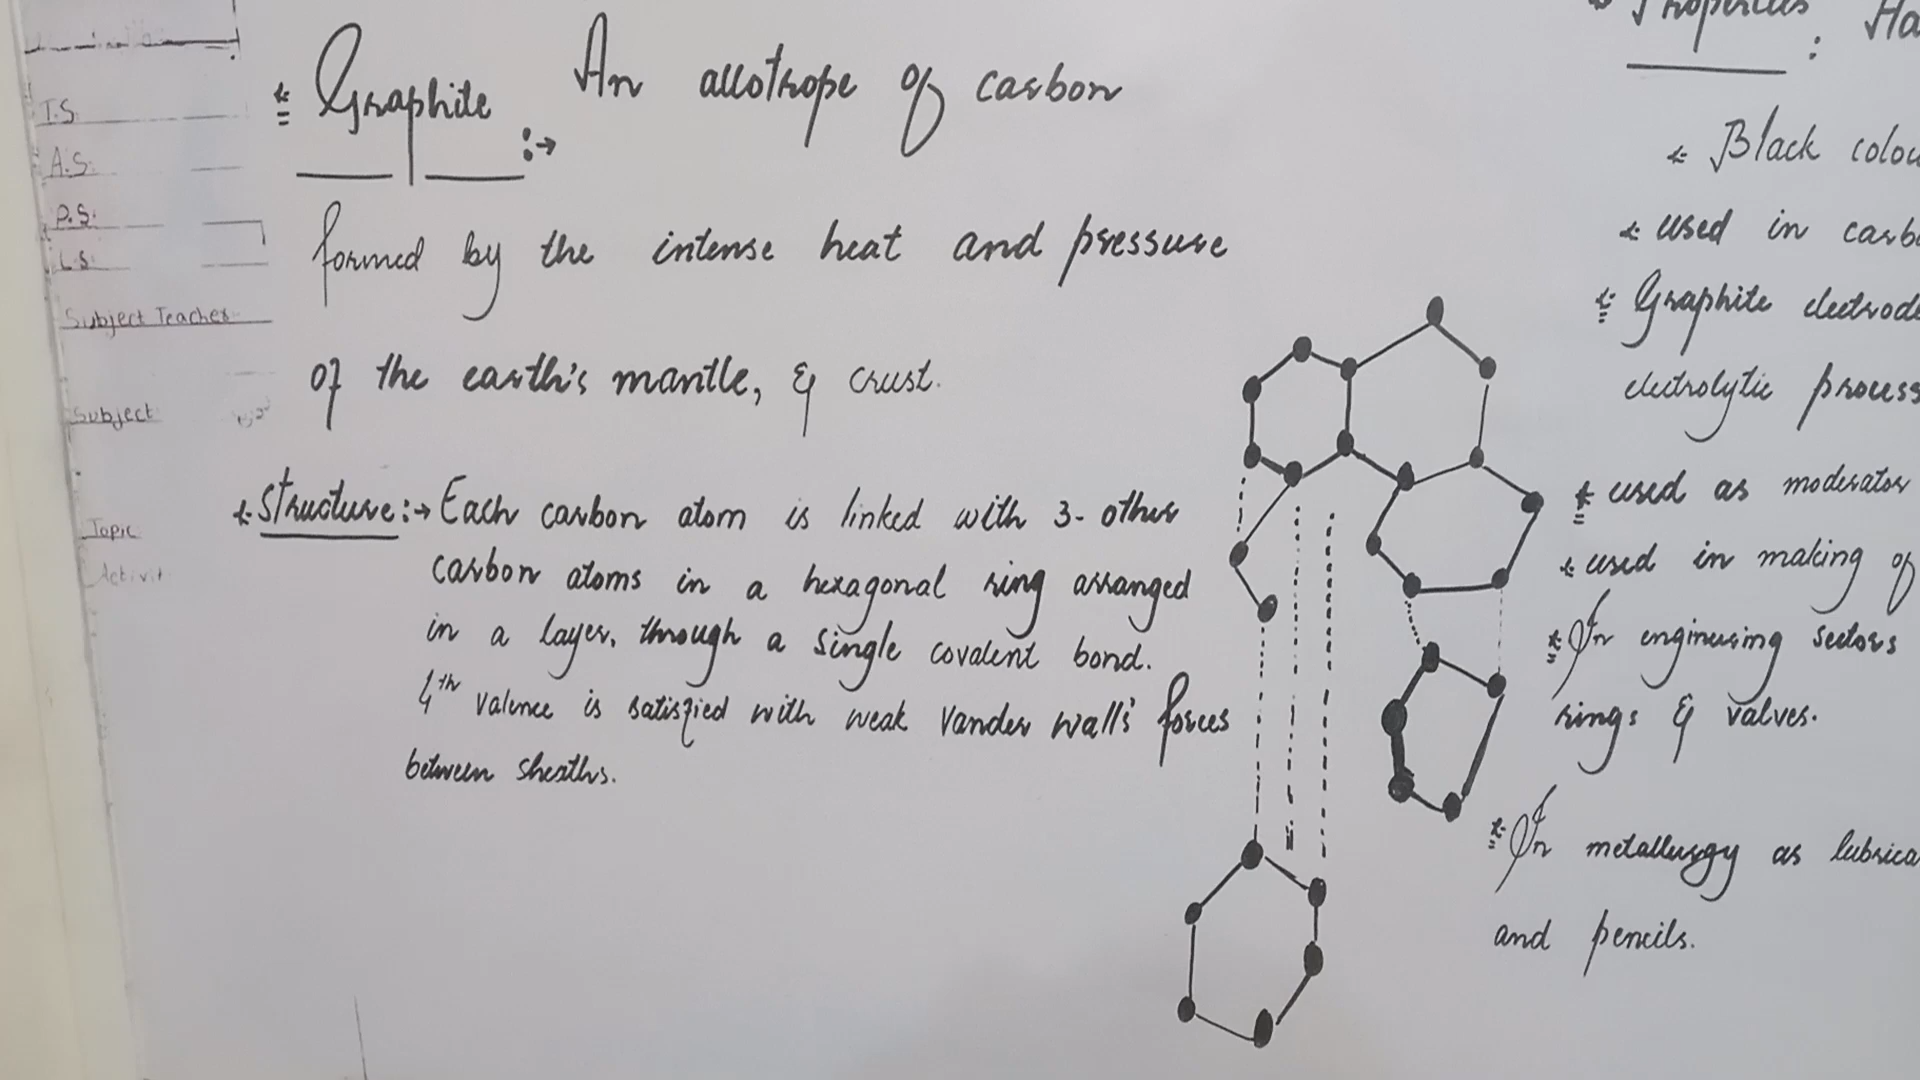 T.S.
A.S.
P.S.
L.S.
Subject Teacher
Subject
Topic
Activit
Graphite :→ An allotrope of carbon
formed by the intense heat and pressure
of the earth's mantle, & crust.
Structure :→ Each carbon atom is linked with 3- other
carbon atoms in a hexagonal ring arranged
in a layer, through a single covalent bond.
4th valence is satisfied with weak vander wall's forces
between sheaths.
Properties : Ha
Black colou
used in carb
Graphite electrode
electrolytic process
used as moderator
used in making of
In engineering sectors
rings & valves.
In metallurgy as lubrica
and pencils.